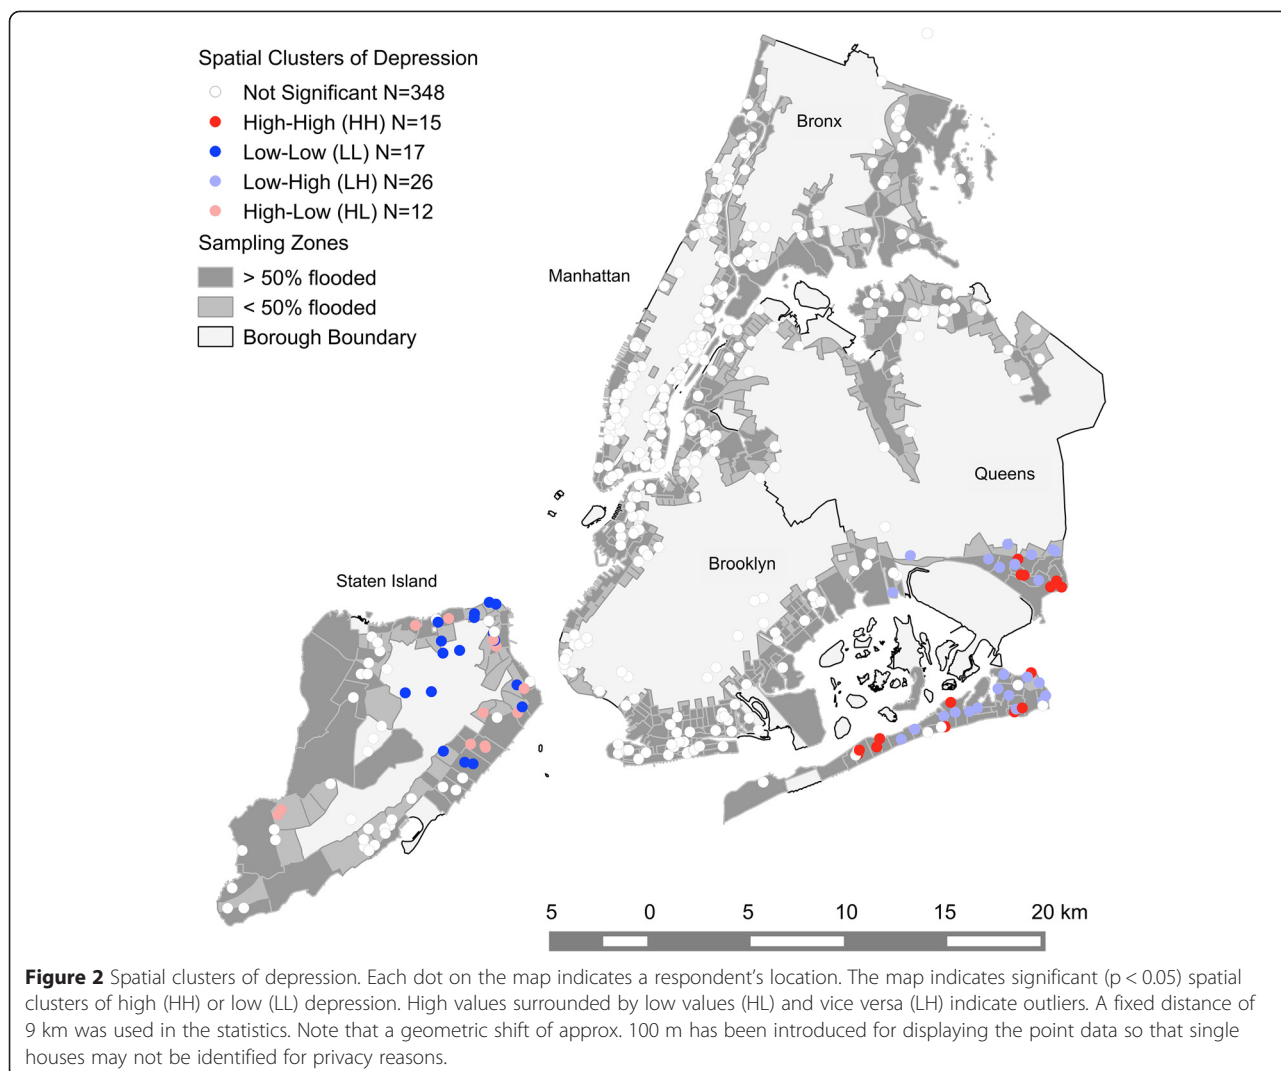 Spatial Clusters of Depression
Not Significant N=348
High-High (HH) N=15
Low-Low (LL) N=17
Low-High (LH) N=26
High-Low (HL) N=12
Sampling Zones
> 50% flooded
< 50% flooded
Borough Boundary
Bronx
Manhattan
Queens
Brooklyn
Staten Island
5 0 5 10 15 20 km
Figure 2 Spatial clusters of depression. Each dot on the map indicates a respondent’s location. The map indicates significant (p < 0.05) spatial
clusters of high (HH) or low (LL) depression. High values surrounded by low values (HL) and vice versa (LH) indicate outliers. A fixed distance of
9 km was used in the statistics. Note that a geometric shift of approx. 100 m has been introduced for displaying the point data so that single
houses may not be identified for privacy reasons.